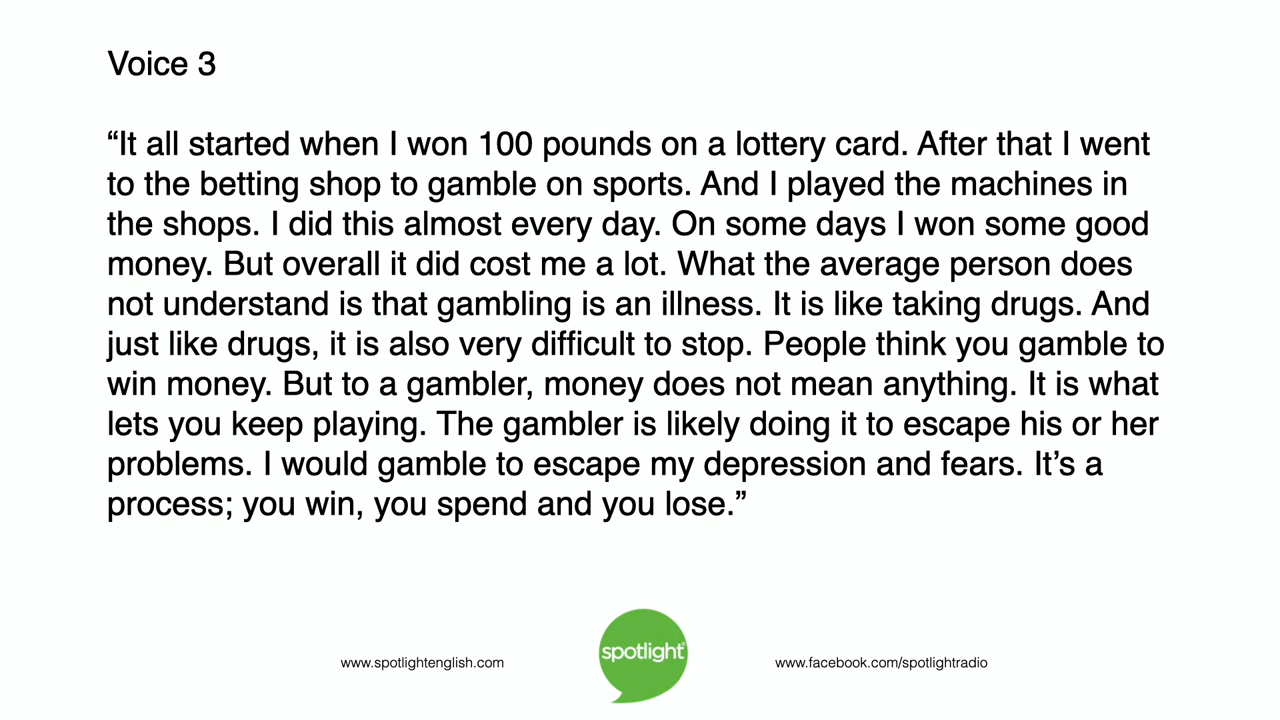 Voice 3
“It all started when I won 100 pounds on a lottery card. After that I went
to the betting shop to gamble on sports. And I played the machines in
the shops. I did this almost every day. On some days I won some good
money. But overall it did cost me a lot. What the average person does
not understand is that gambling is an illness. It is like taking drugs. And
just like drugs, it is also very difficult to stop. People think you gamble to
win money. But to a gambler, money does not mean anything. It is what
lets you keep playing. The gambler is likely doing it to escape his or her
problems. I would gamble to escape my depression and fears. It’s a
process; you win, you spend and you lose.”
www.spotlightenglish.com
spotlight
www.facebook.com/spotlightradio